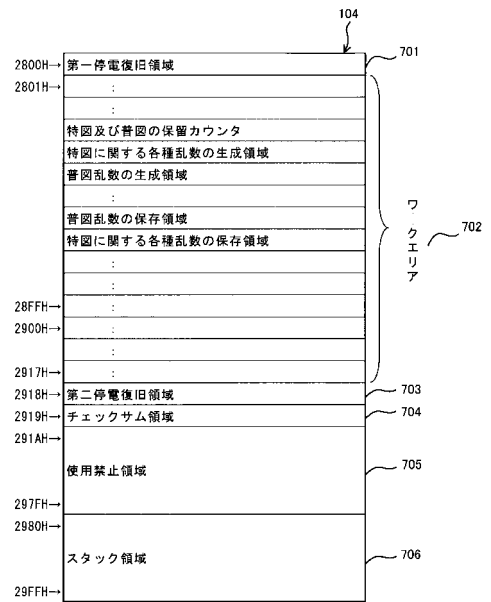 104
2800H→ 第一停電復旧領域 701
2801H→ :
:
特図及び普図の保留カウンタ
特図に関する各種乱数の生成領域
普図乱数の生成領域
:
普図乱数の保存領域
特図に関する各種乱数の保存領域
:
:
28FFH→ :
2900H→ :
:
2917H→ :
ワークエリア 702
2918H→ 第二停電復旧領域 703
2919H→ チェックサム領域 704
291AH→
使用禁止領域 705
297FH→
2980H→
スタック領域 706
29FFH→